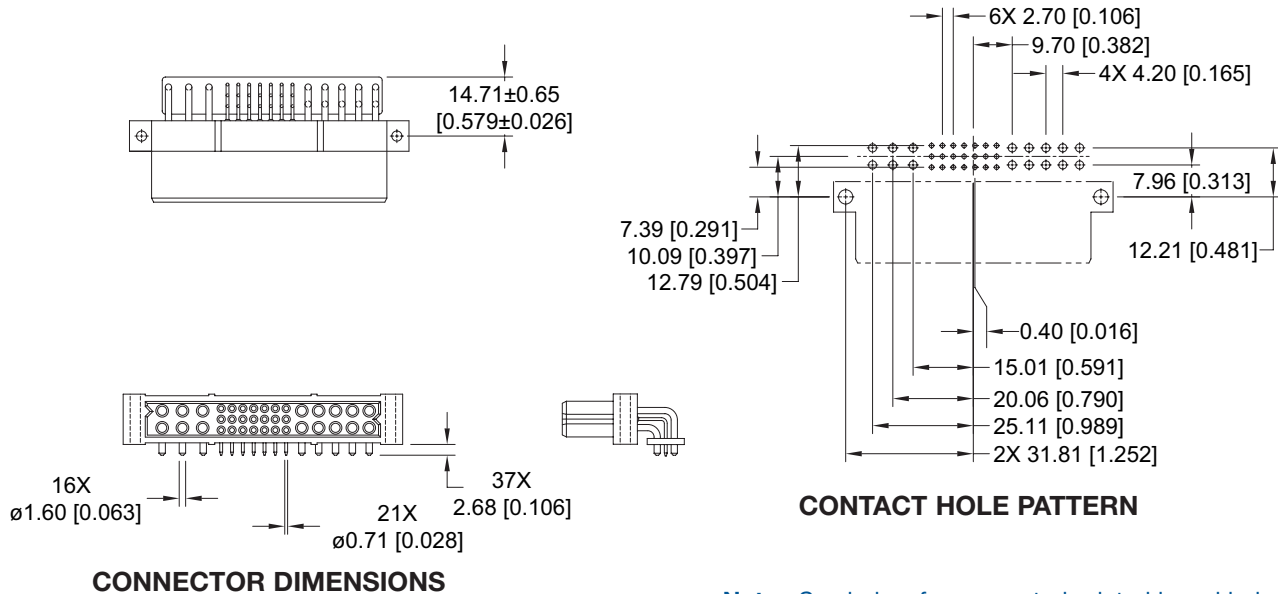 14.71±0.65
[0.579±0.026]
16X
ø1.60 [0.063]
21X
ø0.71 [0.028]
37X
2.68 [0.106]
CONNECTOR DIMENSIONS
6X 2.70 [0.106]
9.70 [0.382]
4X 4.20 [0.165]
7.96 [0.313]
12.21 [0.481]
7.39 [0.291]
10.09 [0.397]
12.79 [0.504]
0.40 [0.016]
15.01 [0.591]
20.06 [0.790]
25.11 [0.989]
2X 31.81 [1.252]
CONTACT HOLE PATTERN